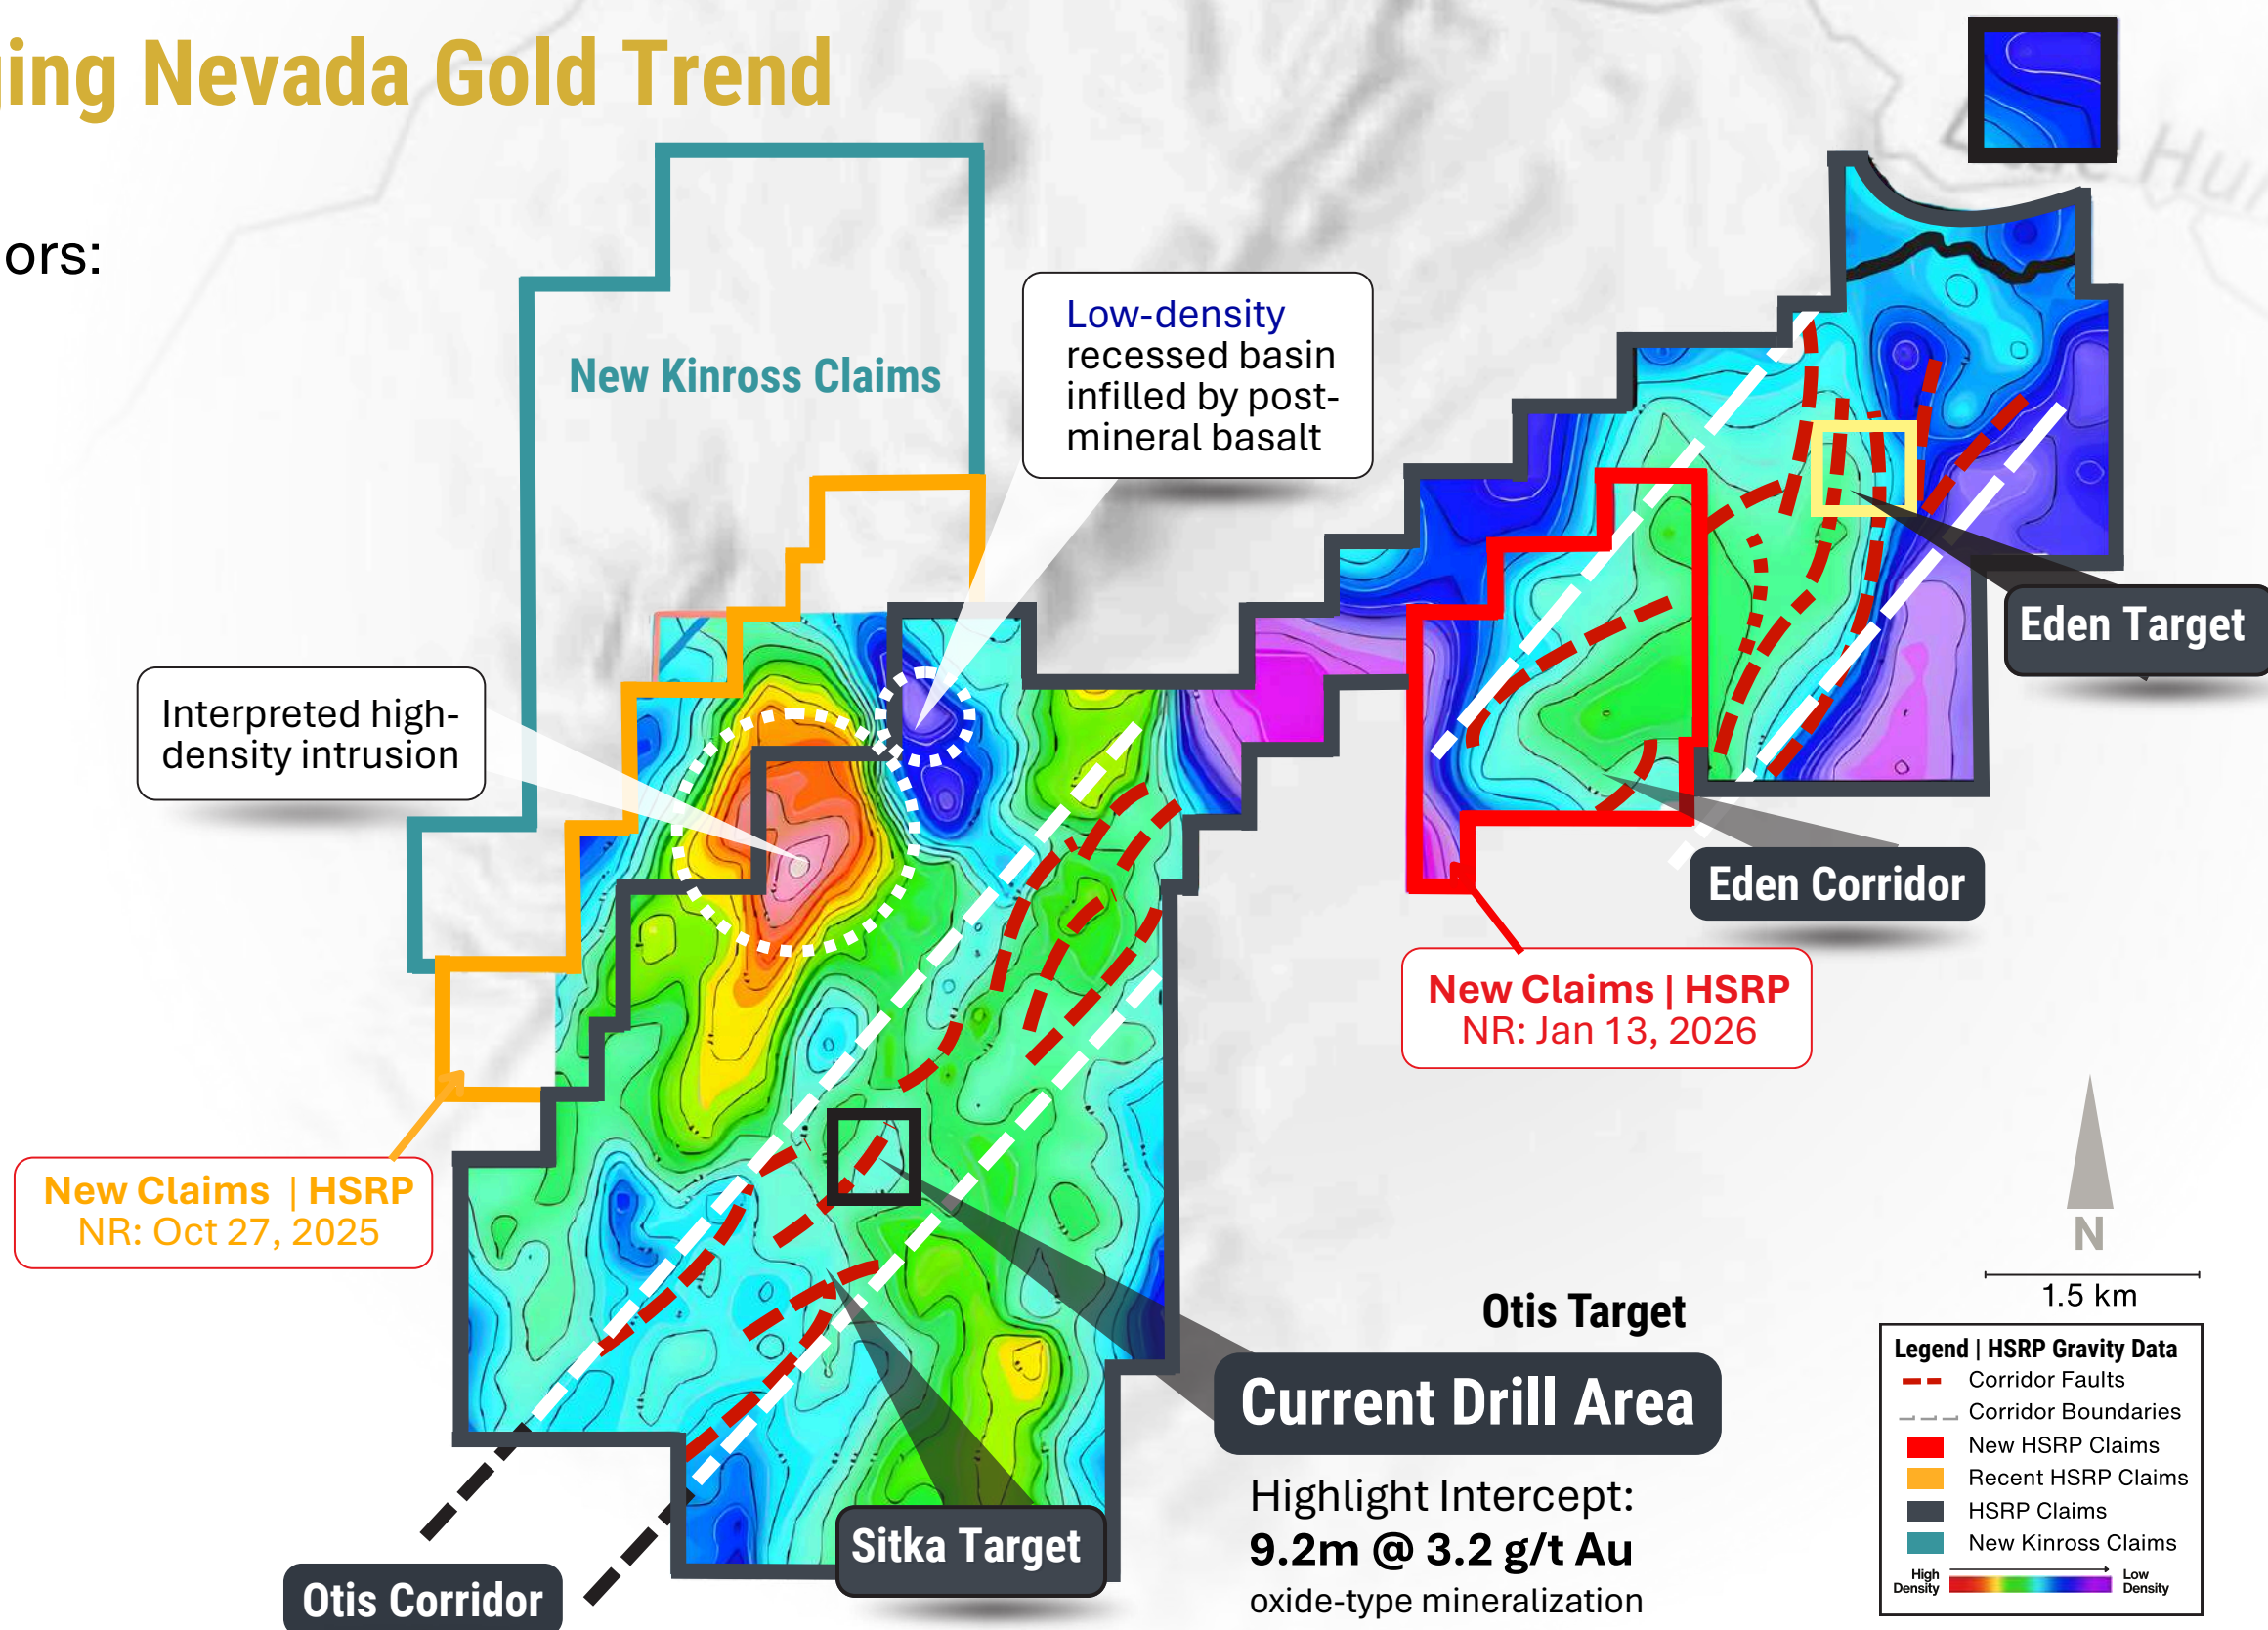 ing Nevada Gold Trend
ors:
New Kinross Claims
Low-density
recessed basin
infilled by post-
mineral basalt
Interpreted high-
density intrusion
Eden Target
Eden Corridor
New Claims | HSRP
NR: Jan 13, 2026
New Claims | HSRP
NR: Oct 27, 2025
N
1.5 km
Otis Target
Current Drill Area
Highlight Intercept:
9.2m @ 3.2 g/t Au
oxide-type mineralization
Sitka Target
Otis Corridor
Legend | HSRP Gravity Data
Corridor Faults
Corridor Boundaries
New HSRP Claims
Recent HSRP Claims
HSRP Claims
New Kinross Claims
High
Density
Low
Density